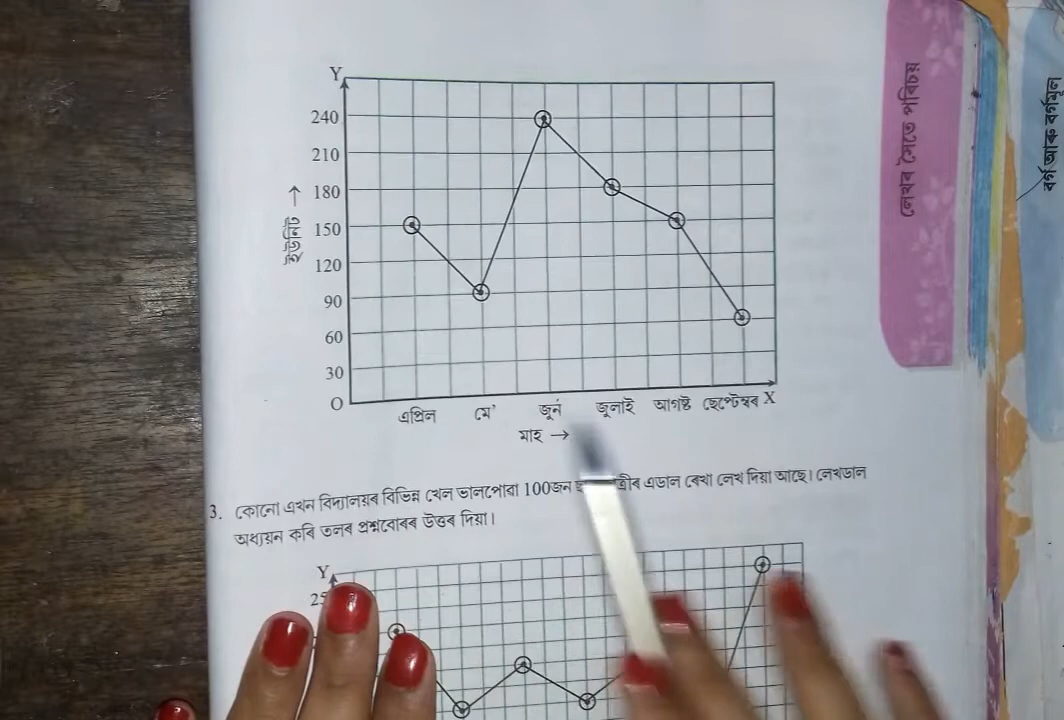 Y
240
210
180
150
120
90
60
30
O
ইউনিট →
এপ্ৰিল মে' জুন জুলাই আগষ্ট ছেপ্টেম্বৰ X
মাহ →
3. কোনো এখন বিদ্যালয়ৰ বিভিন্ন খেল ভালপোৱা 100জন এডাল ৰেখা লেখ দিয়া আছে। লেখডাল
অধ্যয়ন কৰি তলৰ প্ৰশ্নবোৰৰ উত্তৰ দিয়া।
Y
লেখৰ সৈতে পৰিচয়
বৰ্গ আৰু বৰ্গমূল